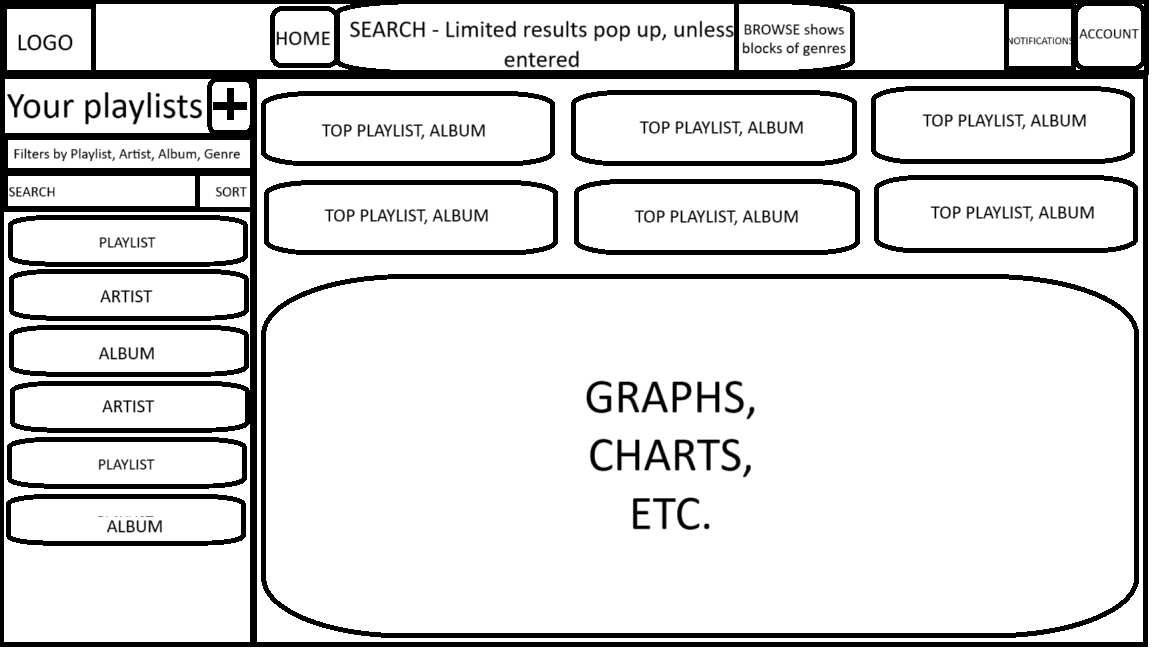 LOGO
HOME
SEARCH - Limited results pop up, unless
entered
BROWSE shows
blocks of genres
NOTIFICATIONS
ACCOUNT
Your playlists
Filters by Playlist, Artist, Album, Genre
SEARCH
SORT
PLAYLIST
ARTIST
ALBUM
ARTIST
PLAYLIST
ALBUM
TOP PLAYLIST, ALBUM
TOP PLAYLIST, ALBUM
TOP PLAYLIST, ALBUM
TOP PLAYLIST, ALBUM
TOP PLAYLIST, ALBUM
TOP PLAYLIST, ALBUM
GRAPHS,
CHARTS,
ETC.